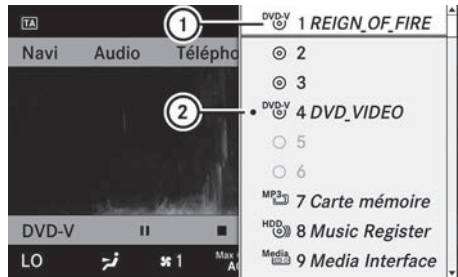 TA
Navi Audio Télépho
DVD-V
LO 1 Max A
1
2
DVD-V 1 REIGN_OF_FIRE
2
3
DVD-V 4 DVD_VIDEO
5
6
MP3 7 Carte mémoire
HDD 8 Music Register
Media 9 Media Interface